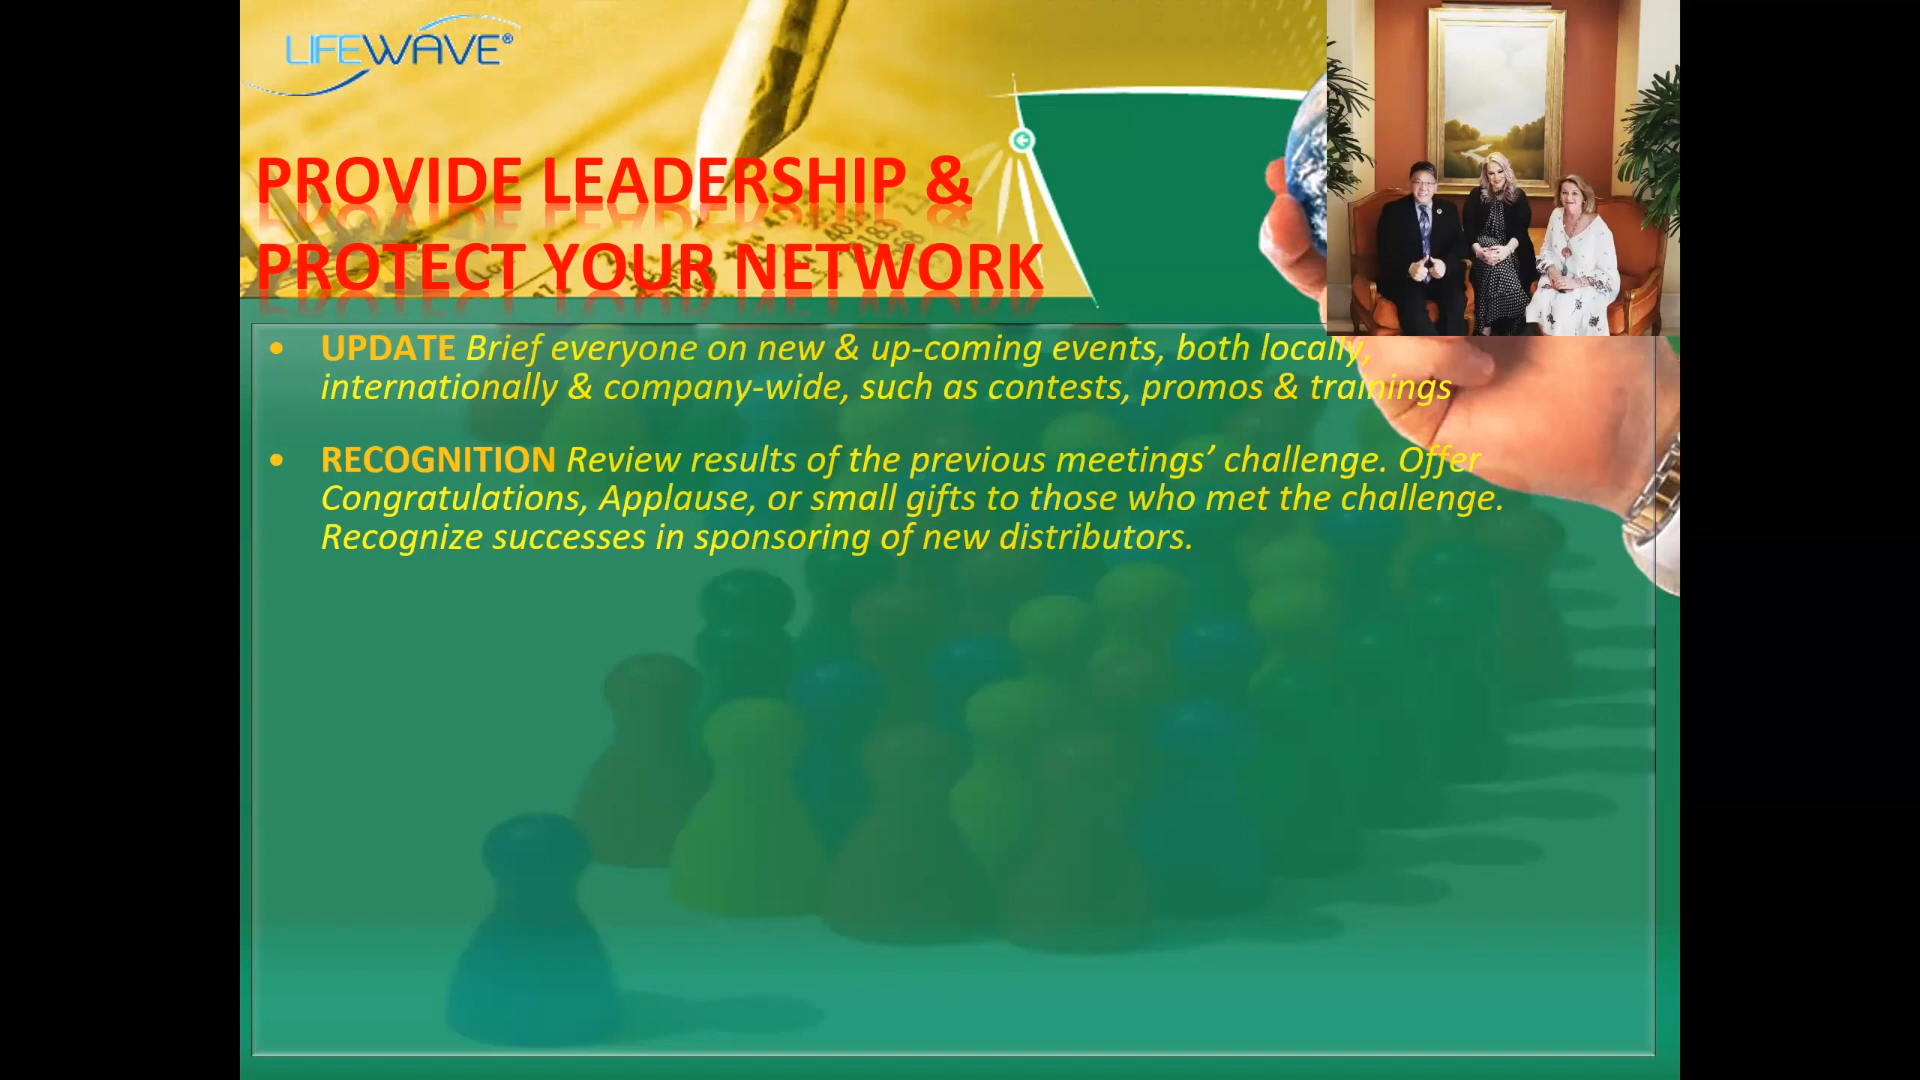 LIFEWAVE®
PROVIDE LEADERSHIP &
PROTECT YOUR NETWORK
• UPDATE Brief everyone on new & up-coming events, both locally,
internationally & company-wide, such as contests, promos & trainings
• RECOGNITION Review results of the previous meetings’ challenge. Offer
Congratulations, Applause, or small gifts to those who met the challenge.
Recognize successes in sponsoring of new distributors.